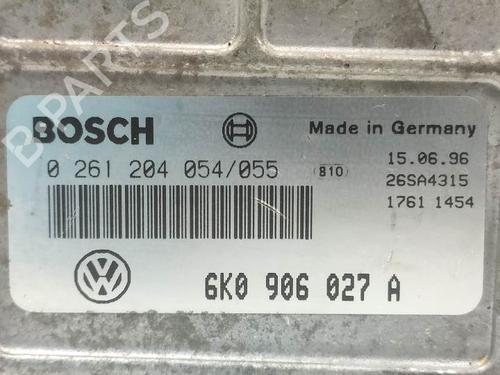 B-PARTS
BOSCH
Made in Germany
0 261 204 054/055
810
15.06.96
26SA4315
1761 1454
6K0 906 027 A